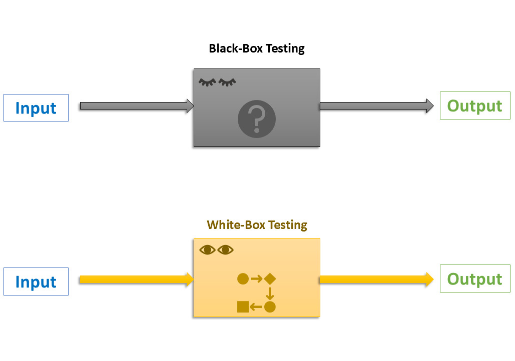 Black-Box Testing
Input
?
Output
White-Box Testing
Input
Output